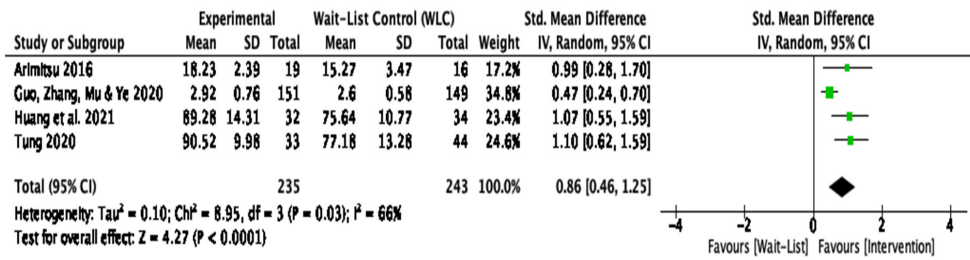 Experimental Wait-List Control (WLC) Std. Mean Difference Std. Mean Difference
Study or Subgroup Mean SD Total Mean SD Total Weight IV, Random, 95% CI IV, Random, 95% CI
Arimitsu 2016 18.23 2.39 19 15.27 3.47 16 17.2% 0.99 [0.28, 1.70]
Guo, Zhang, Mu & Ye 2020 2.92 0.76 151 2.6 0.58 149 34.8% 0.47 [0.24, 0.70]
Huang et al. 2021 89.28 14.31 32 75.64 10.77 34 23.4% 1.07 [0.55, 1.59]
Tung 2020 90.52 9.98 33 77.18 13.28 44 24.6% 1.10 [0.62, 1.59]
Total (95% CI) 235 243 100.0% 0.86 [0.46, 1.25]
Heterogeneity: Tau² = 0.10; Chi² = 8.95, df = 3 (P = 0.03); I² = 66%
Test for overall effect: Z = 4.27 (P < 0.0001)
-4 -2 0 2 4
Favours [Wait-List] Favours [Intervention]